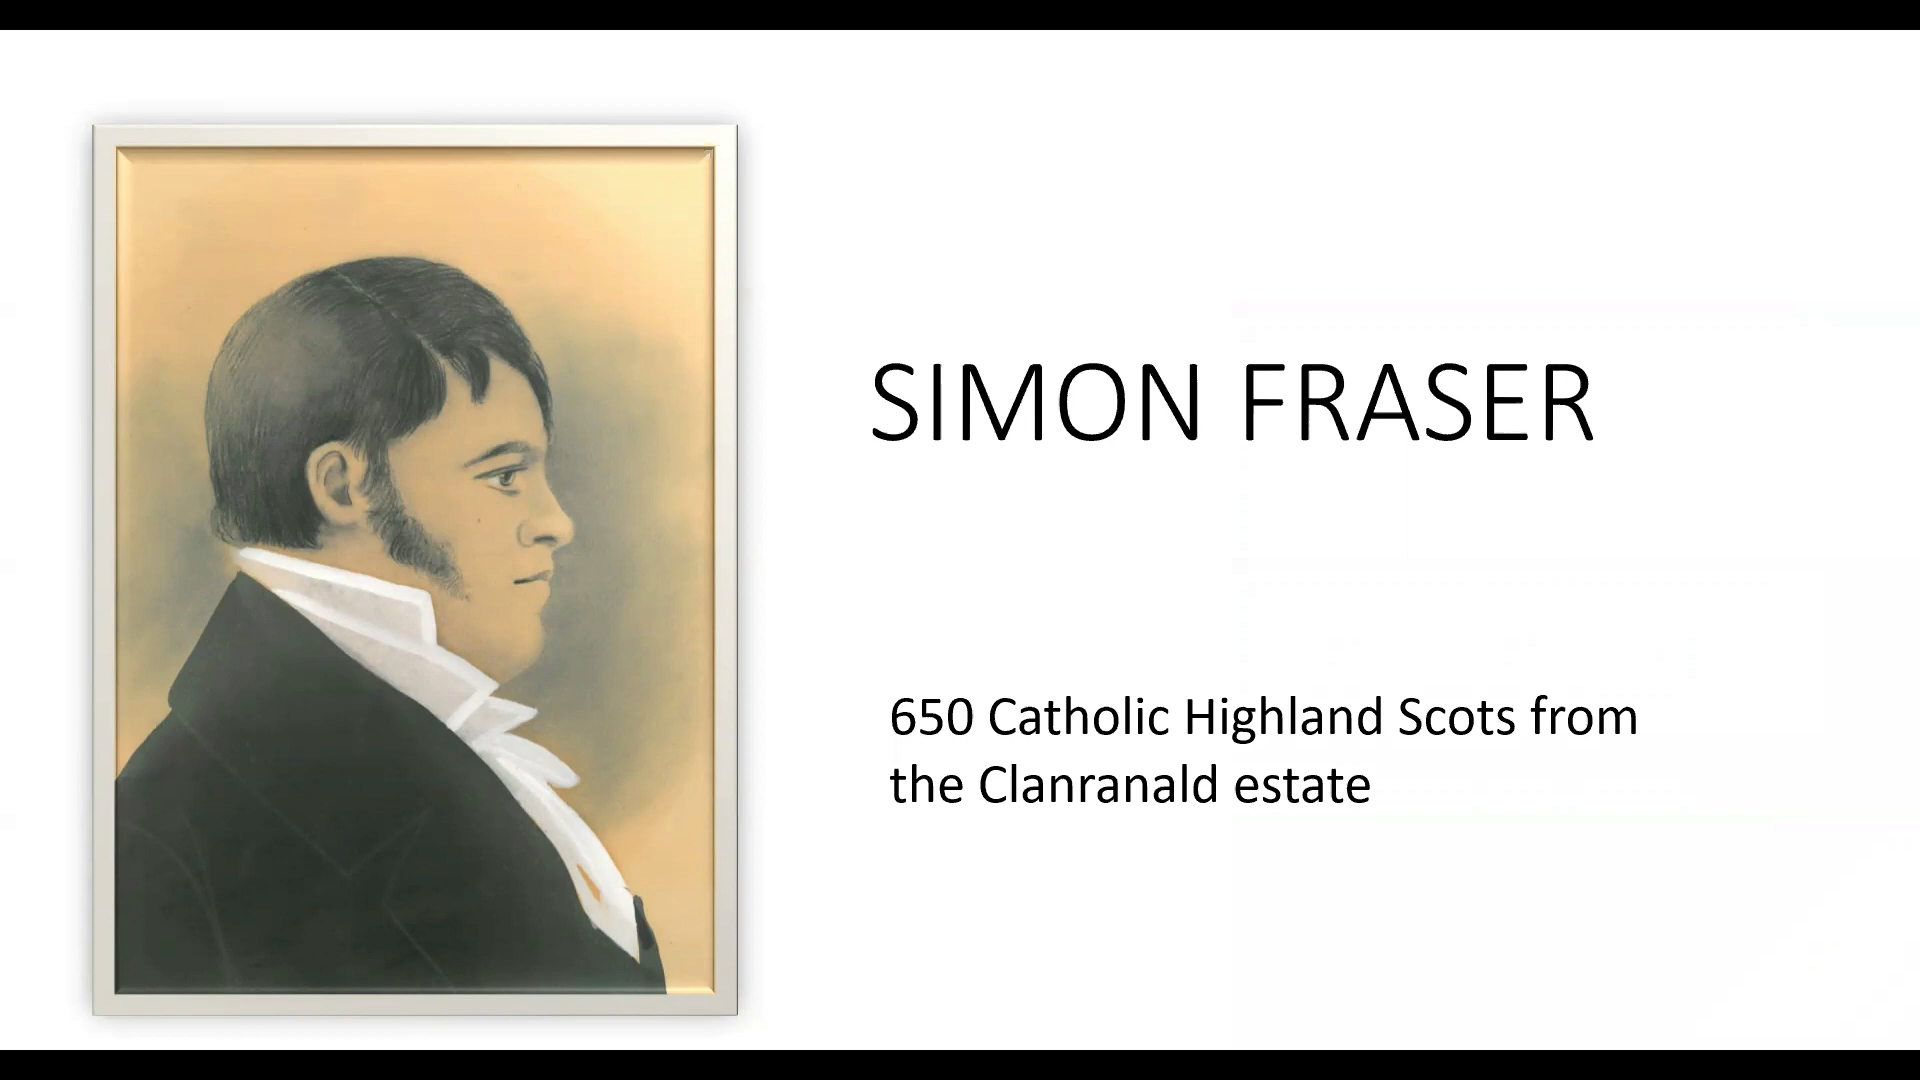 SIMON FRASER
650 Catholic Highland Scots from
the Clanranald estate